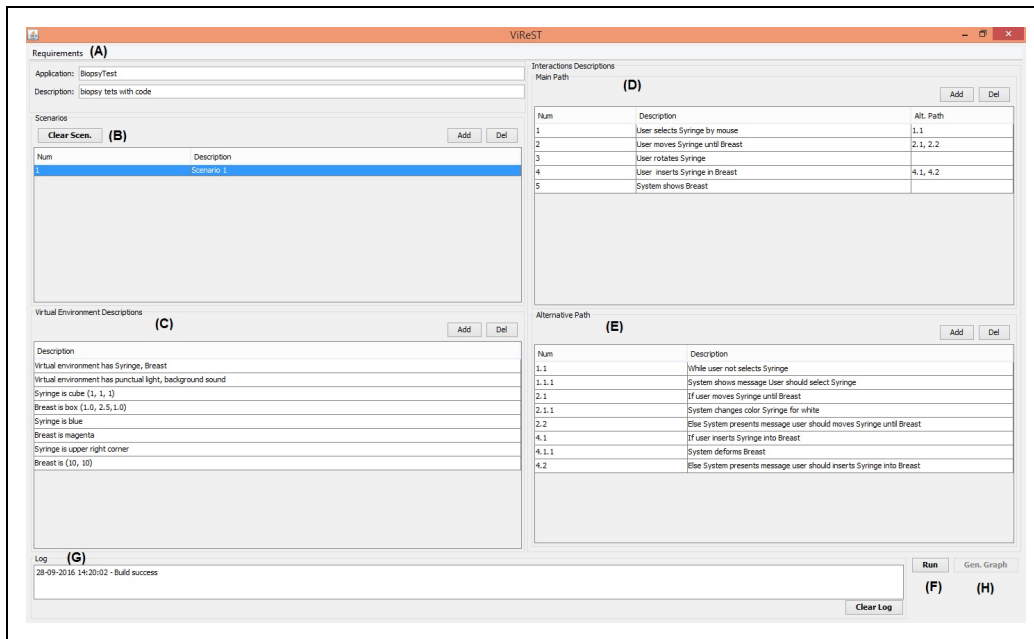 ViReST
Requirements (A)
Application: BiopsyTest
Description: biopsy tets with code
Scenarios
Clear Scen. (B) Add Del
Num Description
1 Scenario 1
Virtual Environment Descriptions
(C)
Add Del
Description
Virtual environment has Syringe, Breast
Virtual environment has punctual light, background sound
Syringe is cube (1, 1, 1)
Breast is box (1.0, 2.5,1.0)
Syringe is blue
Breast is magenta
Syringe is upper right corner
Breast is (10, 10)
Interactions Descriptions
Main Path
(D)
Add Del
Num Description Alt. Path
1 User selects Syringe by mouse 1.1
2 User moves Syringe until Breast 2.1, 2.2
3 User rotates Syringe
4 User inserts Syringe in Breast 4.1, 4.2
5 System shows Breast
Alternative Path
(E)
Add Del
Num Description
1.1 While user not selects Syringe
1.1.1 System shows message User should select Syringe
2.1 If user moves Syringe until Breast
2.1.1 System changes color Syringe for white
2.2 Else System presents message user should moves Syringe until Breast
4.1 If user inserts Syringe into Breast
4.1.1 System deforms Breast
4.2 Else System presents message user should inserts Syringe into Breast
Log (G)
28-09-2016 14:20:02 - Build success
Clear Log
Run Gen. Graph
(F) (H)